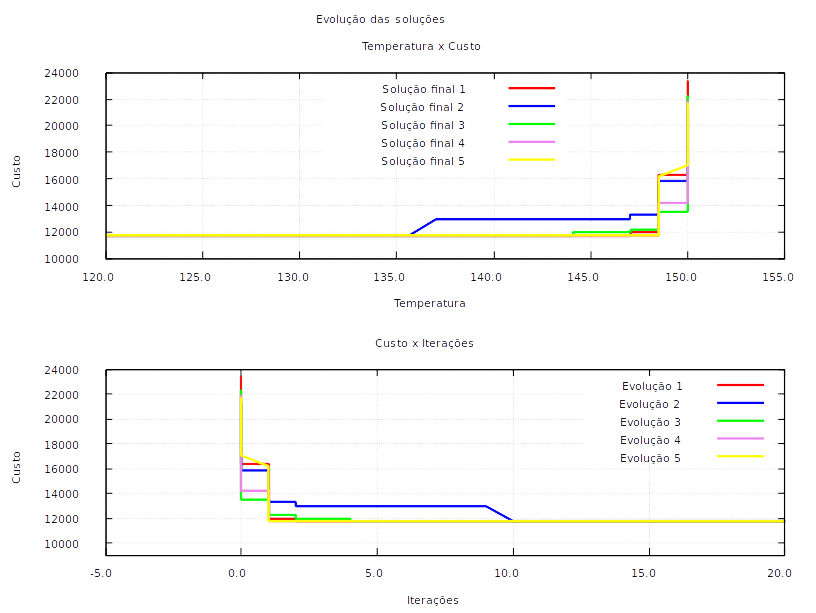 Evolução das soluções
Temperatura x Custo
24000
22000
20000
18000
16000
14000
12000
10000
Custo
Solução final 1
Solução final 2
Solução final 3
Solução final 4
Solução final 5
120.0 125.0 130.0 135.0 140.0 145.0 150.0 155.0
Temperatura
Custo x Iterações
24000
22000
20000
18000
16000
14000
12000
10000
Custo
Evolução 1
Evolução 2
Evolução 3
Evolução 4
Evolução 5
-5.0 0.0 5.0 10.0 15.0 20.0
Iterações